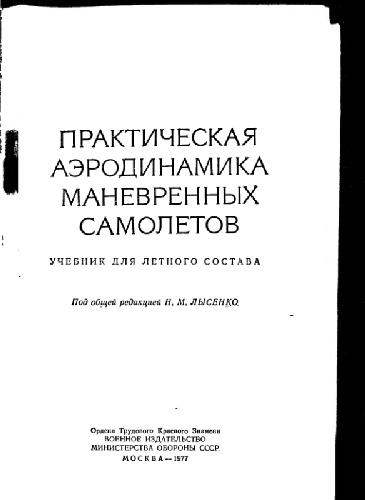 ПРАКТИЧЕСКАЯ
АЭРОДИНАМИКА
МАНЕВРЕННЫХ
САМОЛЕТОВ
УЧЕБНИК ДЛЯ ЛЕТНОГО СОСТАВА
Под общей редакцией Н. М. ЛЫСЕНКО
Ордена Трудового Красного Знамени
ВОЕННОЕ ИЗДАТЕЛЬСТВО
МИНИСТЕРСТВА ОБОРОНЫ СССР
МОСКВА — 1977